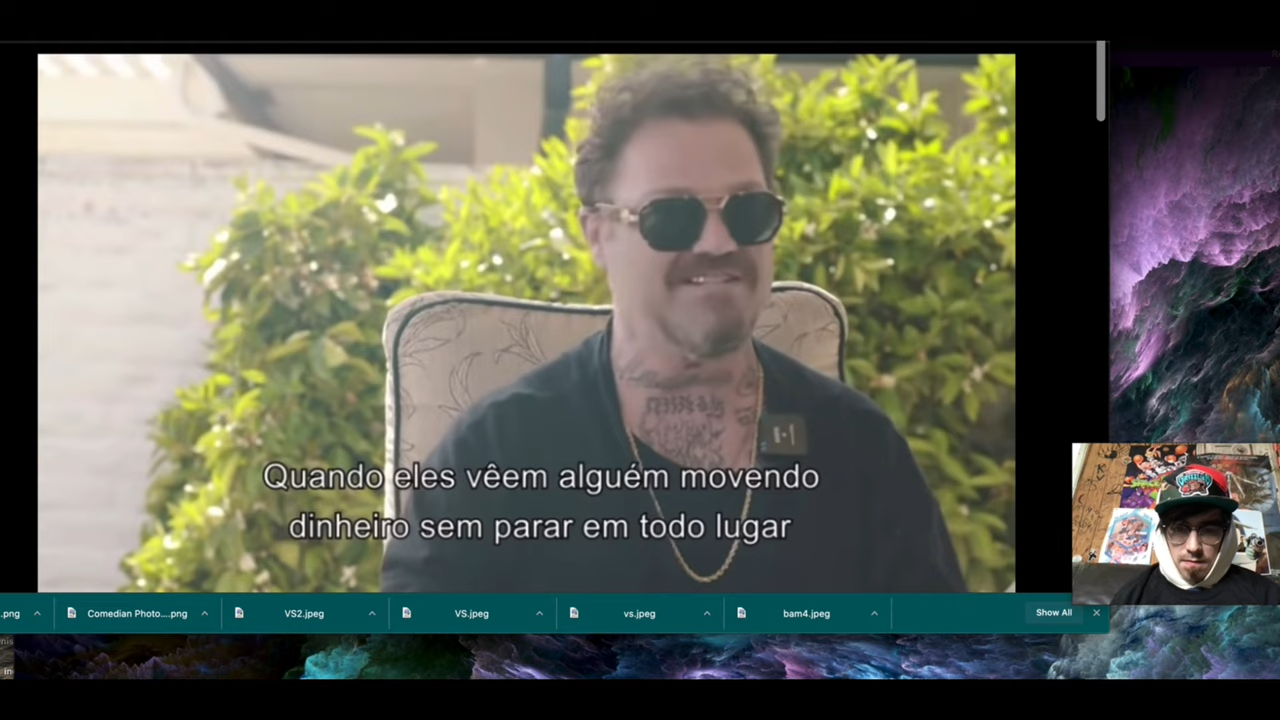 Quando eles vêem alguém movendo
dinheiro sem parar em todo lugar
.png
Comedian Photo....png
VS2.jpeg
VS.jpeg
vs.jpeg
bam4.jpeg
Show All